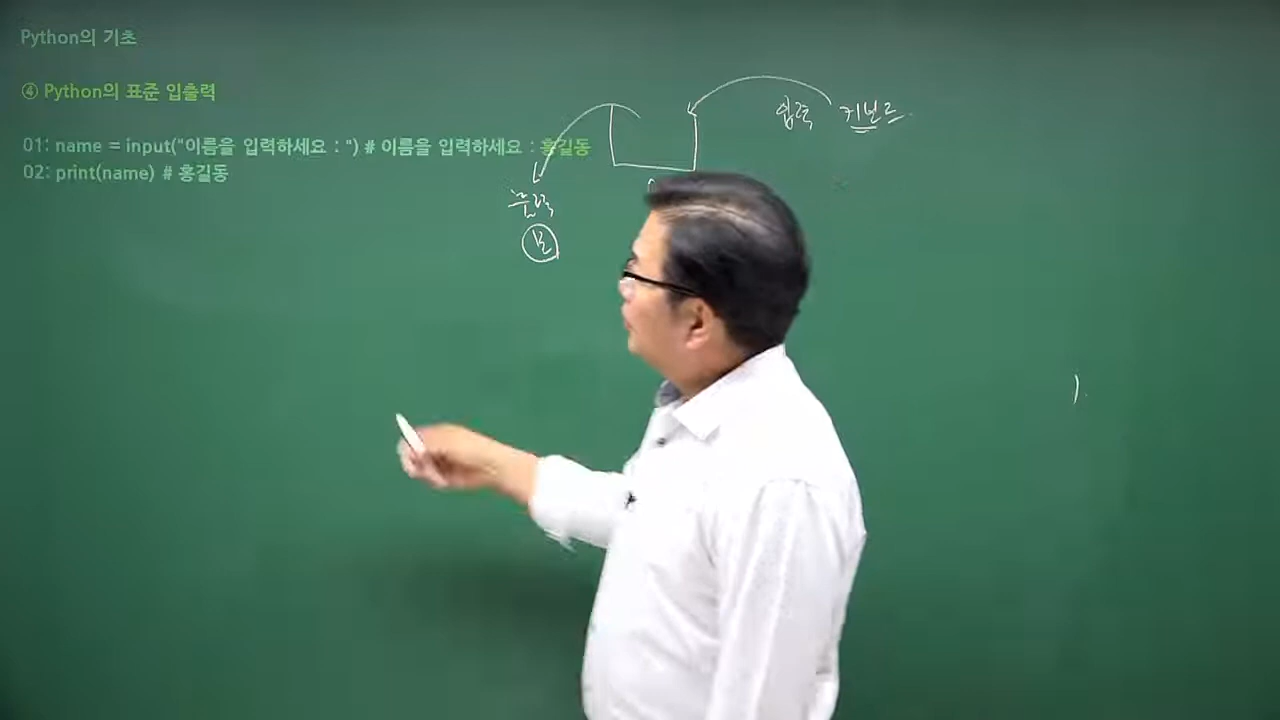 Python의 기초
④ Python의 표준 입출력
01: name = input("이름을 입력하세요 : ") # 이름을 입력하세요 : 홍길동
02: print(name) # 홍길동
입력 키보드
출력